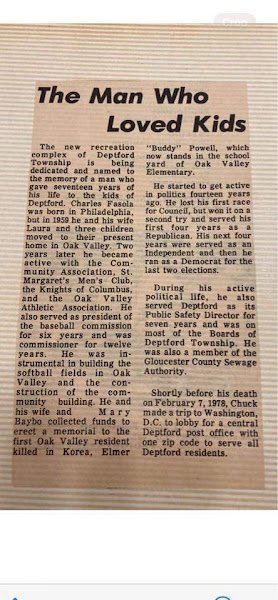 The Man Who
Loved Kids
The new recreation
complex of Deptford
Township is being
dedicated and named to
the memory of a man who
gave seventeen years of
his life to the kids of
Deptford. Charles Fasola
was born in Philadelphia,
but in 1959 he and his wife
Laura and three children
moved to their present
home in Oak Valley. Two
years later he became
active with the Com-
munity Association, St.
Margaret's Men's Club,
the Knights of Columbus,
and the Oak Valley
Athletic Association. He
also served as president of
the baseball commission
for six years and was
commissioner for twelve
years. He was in-
strumental in building the
softball fields in Oak
Valley and the con-
struction of the com-
munity building. He and
his wife and Mary
Baybo collected funds to
erect a memorial to the
first Oak Valley resident
killed in Korea, Elmer
"Buddy" Powell, which
now stands in the school
yard of Oak Valley
Elementary.
He started to get active
in politics fourteen years
ago. He lost his first race
for Council, but won it on a
second try and served his
first four years as a
Republican. His next four
years were served as an
Independent and then he
ran as a Democrat for the
last two elections.
During his active
political life, he also
served Deptford as its
Public Safety Director for
seven years and was on
most of the Boards of
Deptford Township. He
was also a member of the
Gloucester County Sewage
Authority.
Shortly before his death
on February 7, 1978, Chuck
made a trip to Washington,
D.C. to lobby for a central
Deptford post office with
one zip code to serve all
Deptford residents.